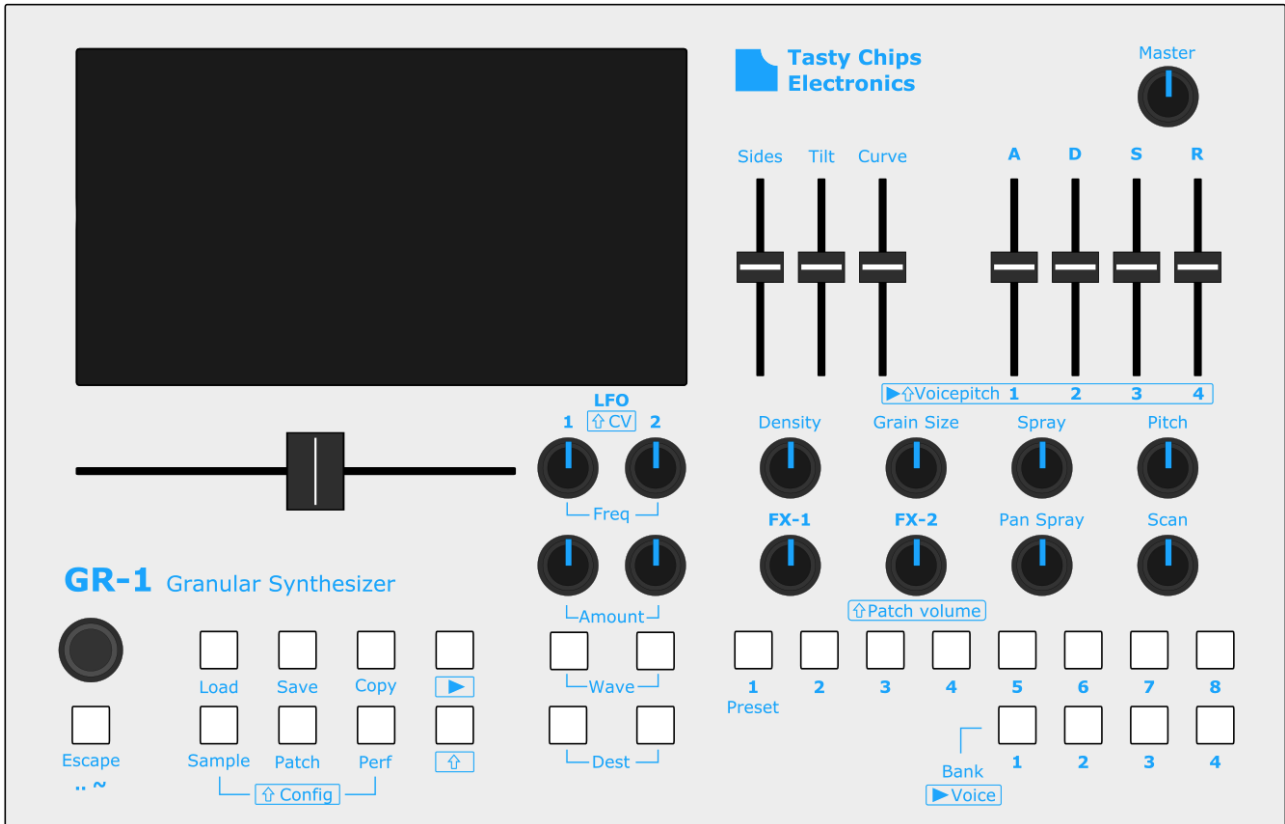 Tasty Chips
Electronics
Master
Sides Tilt Curve
A D S R
▶⇧Voicepitch 1 2 3 4
LFO
1 ⇧CV 2
Freq
Amount
Wave
Dest
Density Grain Size Spray Pitch
FX-1 FX-2 Pan Spray Scan
⇧Patch volume
GR-1 Granular Synthesizer
Load Save Copy ▶
Escape Sample Patch Perf ⇧
.. ~
⇧ Config
1 2 3 4 5 6 7 8
Preset
1 2 3 4
Bank
▶Voice